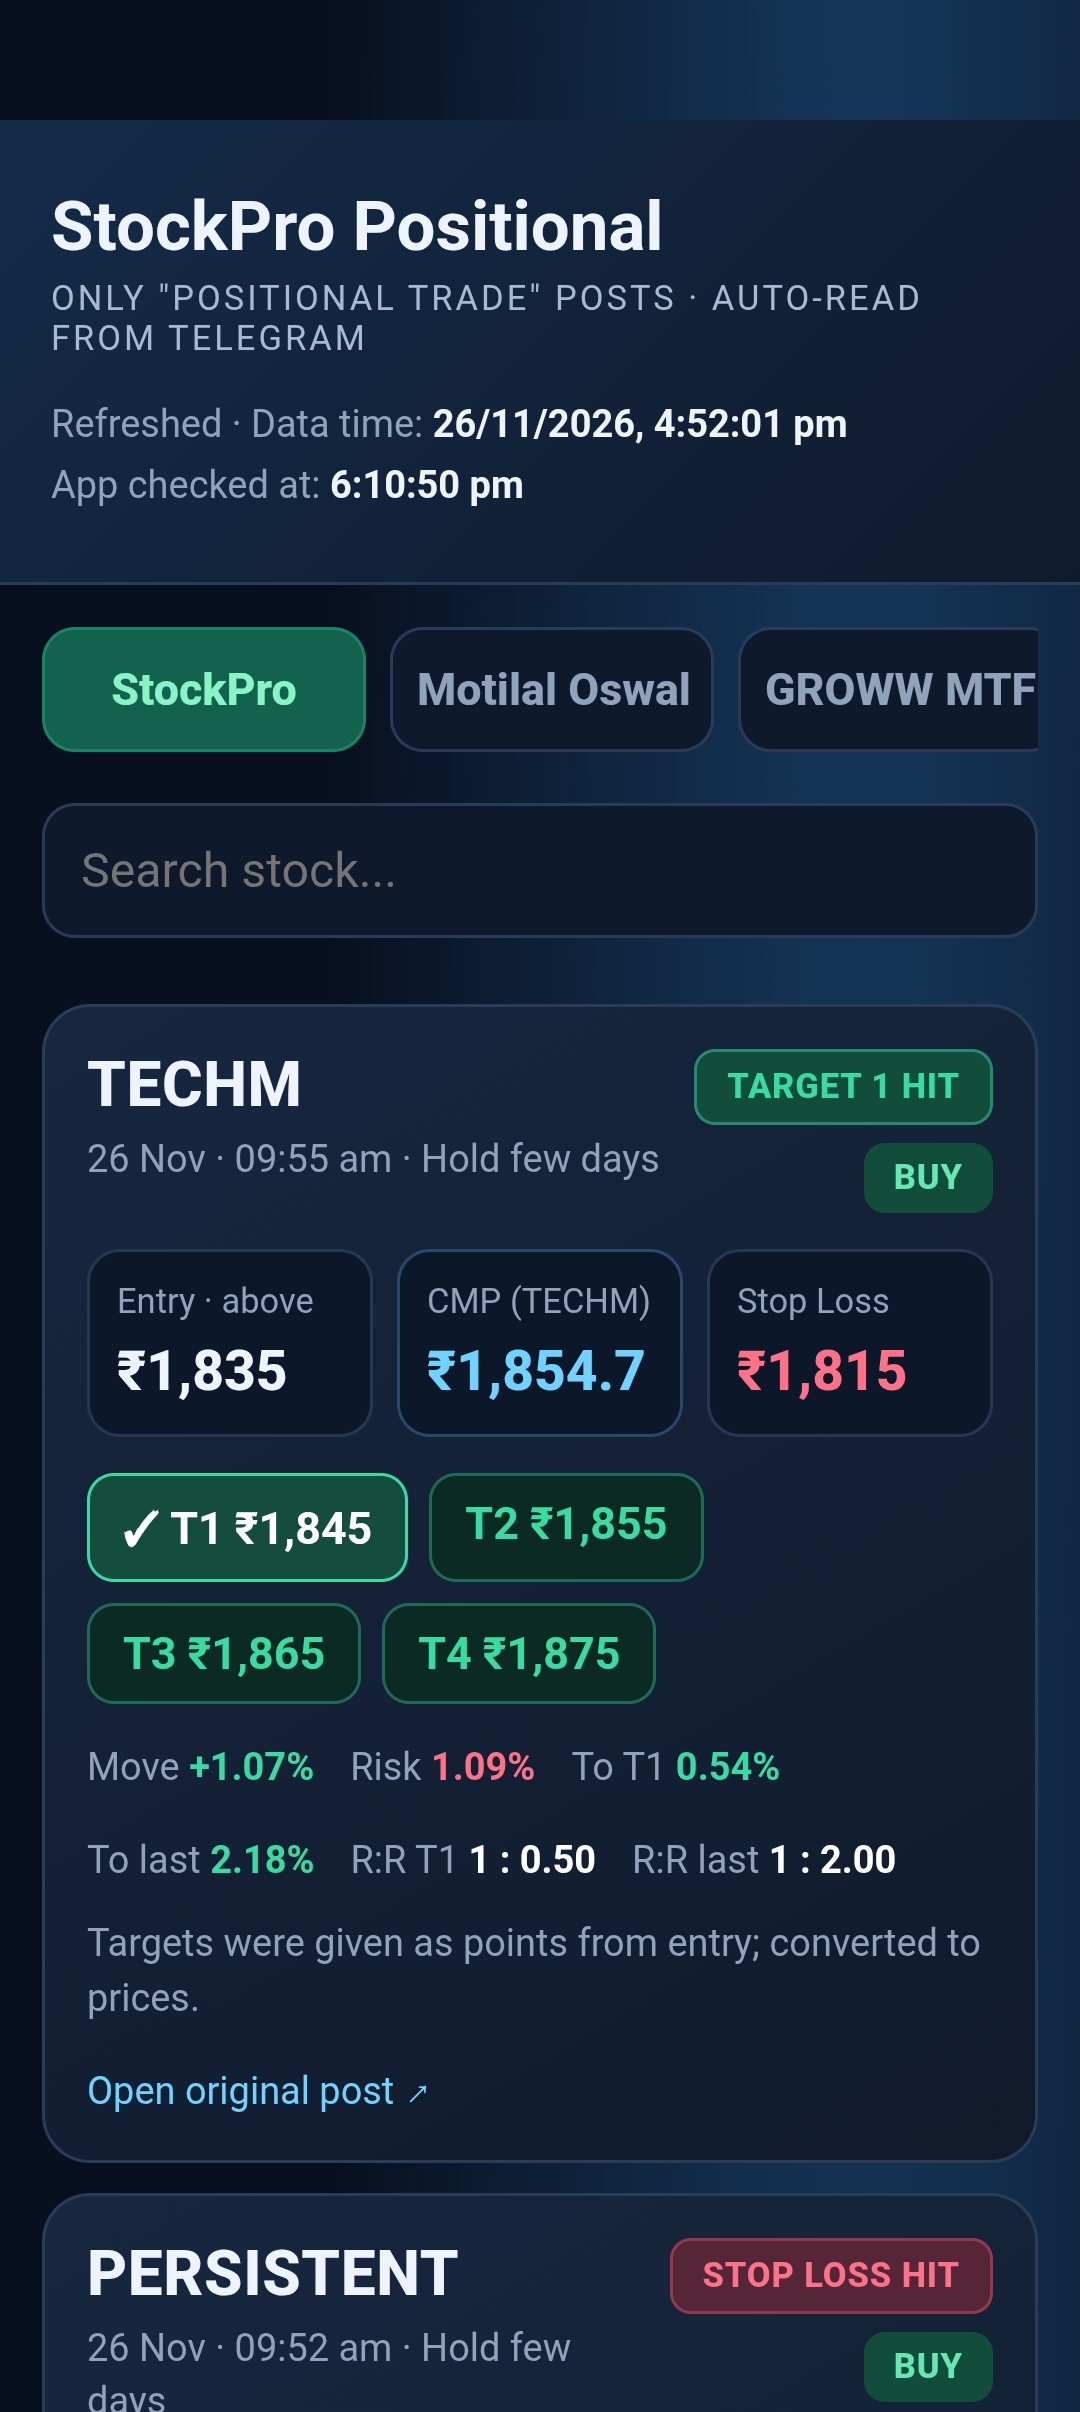 StockPro Positional
ONLY "POSITIONAL TRADE" POSTS · AUTO-READ
FROM TELEGRAM
Refreshed · Data time: 26/11/2026, 4:52:01 pm
App checked at: 6:10:50 pm
StockPro Motilal Oswal GROWW MTF
Search stock...
TECHM TARGET 1 HIT
26 Nov · 09:55 am · Hold few days BUY
Entry · above CMP (TECHM) Stop Loss
₹1,835 ₹1,854.7 ₹1,815
✓ T1 ₹1,845 T2 ₹1,855
T3 ₹1,865 T4 ₹1,875
Move +1.07% Risk 1.09% To T1 0.54%
To last 2.18% R:R T1 1 : 0.50 R:R last 1 : 2.00
Targets were given as points from entry; converted to
prices.
Open original post ↗
PERSISTENT STOP LOSS HIT
26 Nov · 09:52 am · Hold few BUY
days